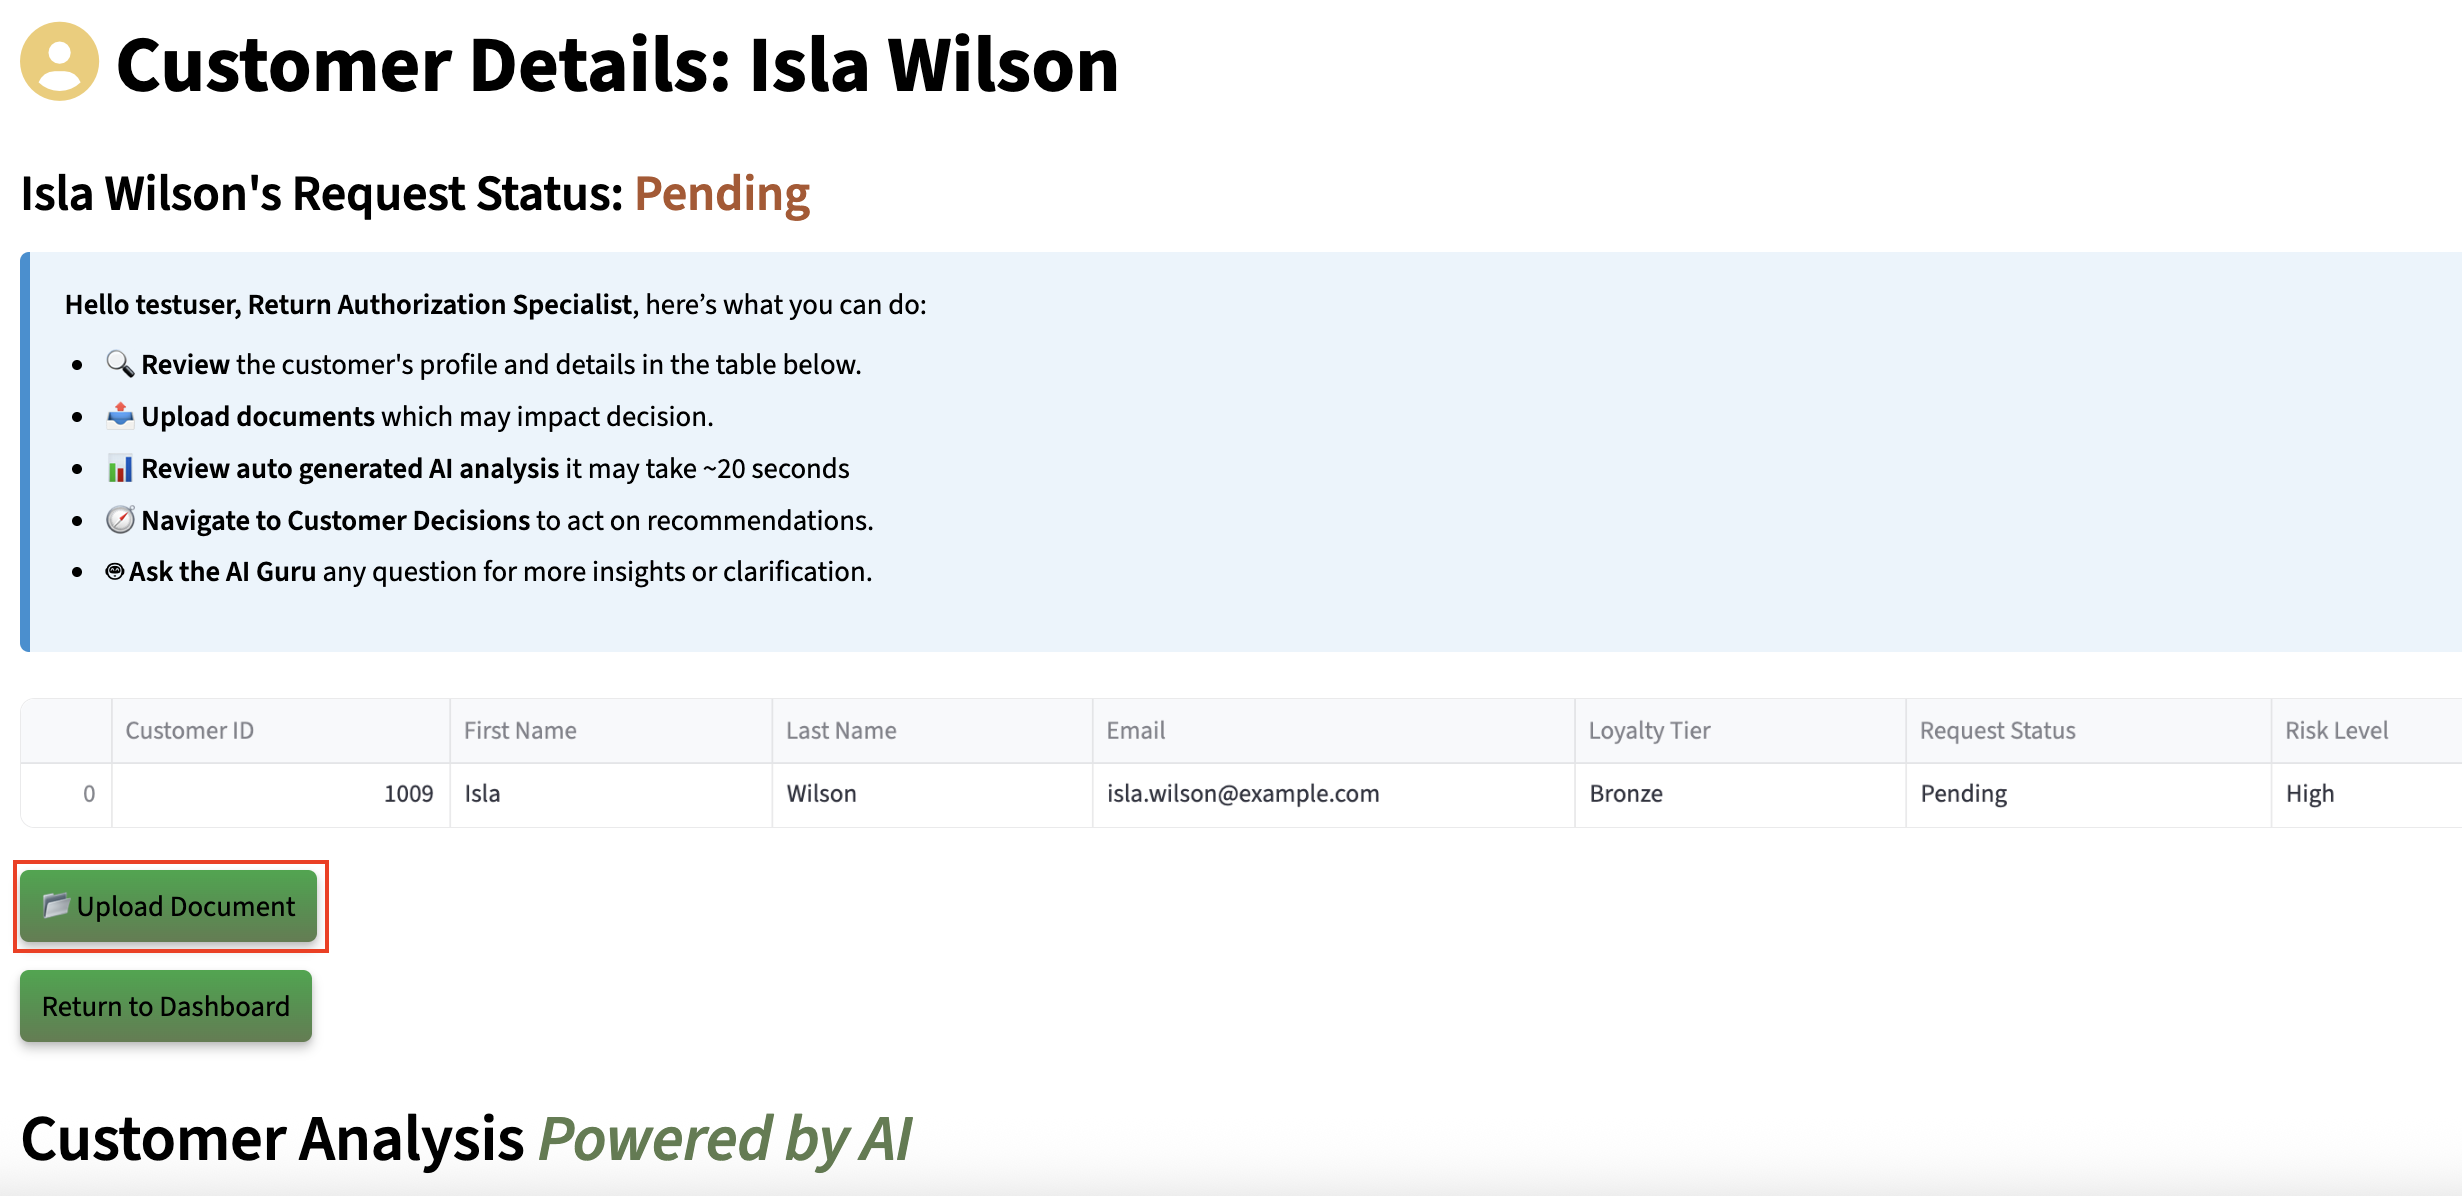 Customer Details: Isla Wilson
Isla Wilson's Request Status: Pending
Hello testuser, Return Authorization Specialist, here’s what you can do:
• 🔍 Review the customer's profile and details in the table below.
• 📤 Upload documents which may impact decision.
• 📊 Review auto generated AI analysis it may take ~20 seconds
• 🧭 Navigate to Customer Decisions to act on recommendations.
• Ask the AI Guru any question for more insights or clarification.
Customer ID First Name Last Name Email Loyalty Tier Request Status Risk Level
0 1009 Isla Wilson isla.wilson@example.com Bronze Pending High
📁 Upload Document
Return to Dashboard
Customer Analysis Powered by AI